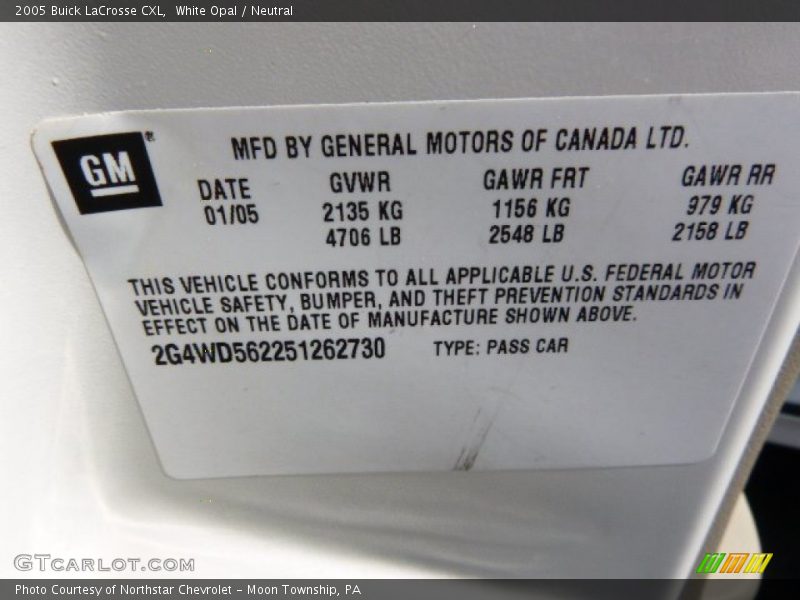 2005 Buick LaCrosse CXL,  White Opal / Neutral
GM®
MFD BY GENERAL MOTORS OF CANADA LTD.
DATE GVWR GAWR FRT GAWR RR
01/05 2135 KG 1156 KG 979 KG
4706 LB 2548 LB 2158 LB
THIS VEHICLE CONFORMS TO ALL APPLICABLE U.S. FEDERAL MOTOR
VEHICLE SAFETY, BUMPER, AND THEFT PREVENTION STANDARDS IN
EFFECT ON THE DATE OF MANUFACTURE SHOWN ABOVE.
2G4WD562251262730 TYPE: PASS CAR
GTCARLOT.COM
Photo Courtesy of Northstar Chevrolet - Moon Township, PA